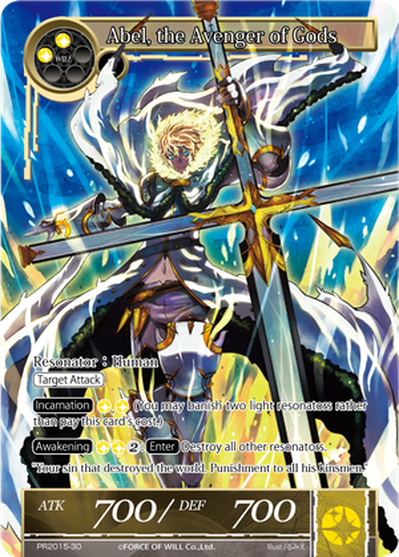 Abel, the Avenger of Gods
WILL
Resonator : Human
Target Attack
Incarnation (You may banish two light resonators rather
than pay this card's cost.)
Awakening 2 : Enter Destroy all other resonators.
"Your sin that destroyed the world. Punishment to all his kinsmen."
ATK 700/ DEF 700
PR2015-30 ©FORCE OF WILL Co.,Ltd. Illust /